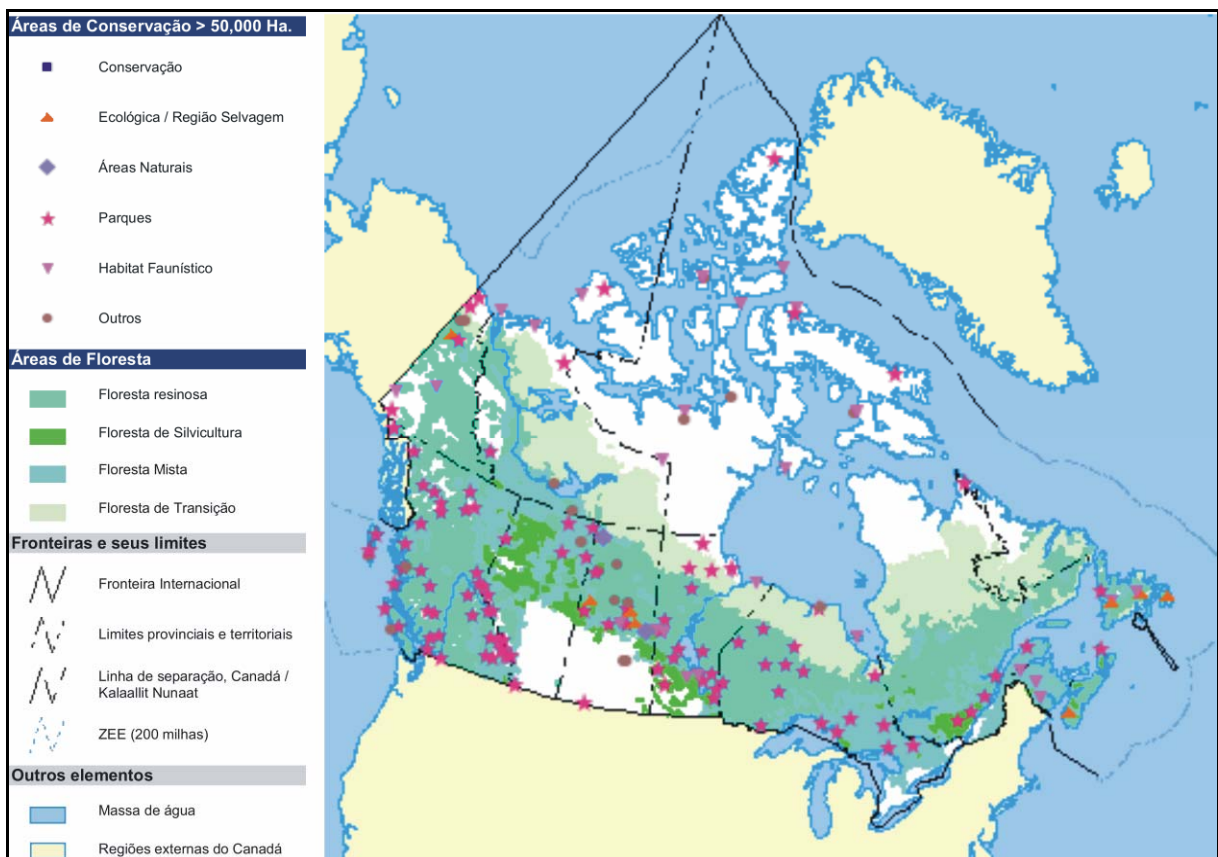 Áreas de Conservação > 50,000 Ha.
Conservação
Ecológica / Região Selvagem
Áreas Naturais
Parques
Habitat Faunístico
Outros
Áreas de Floresta
Floresta resinosa
Floresta de Silvicultura
Floresta Mista
Floresta de Transição
Fronteiras e seus limites
Fronteira Internacional
Limites provinciais e territoriais
Linha de separação, Canadá /
Kalaallit Nunaat
ZEE (200 milhas)
Outros elementos
Massa de água
Regiões externas do Canadá